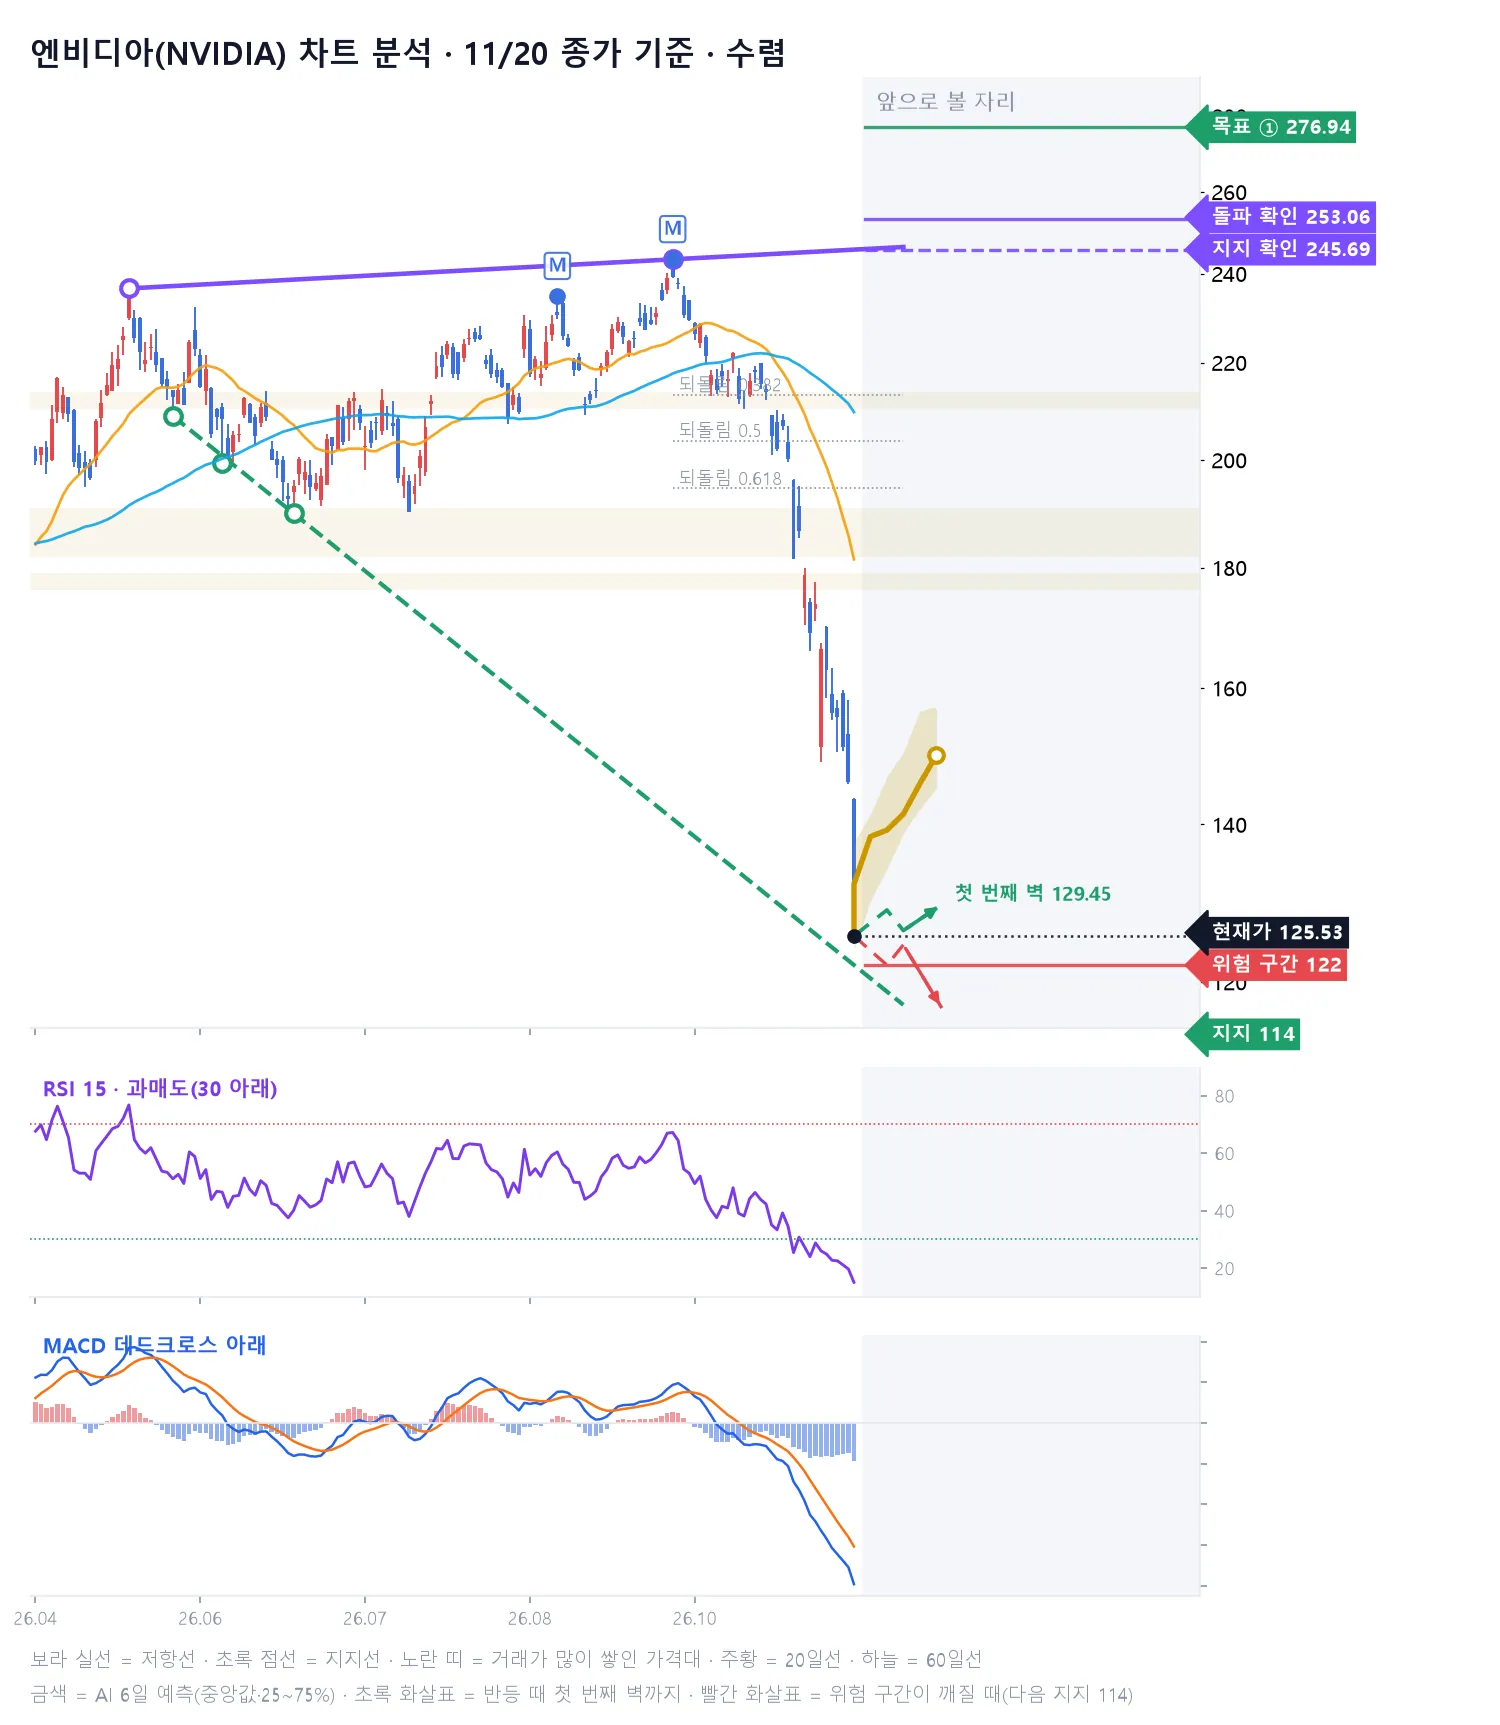 엔비디아(NVIDIA) 차트 분석 · 11/20 종가 기준 · 수렴
앞으로 볼 자리
목표 ① 276.94
260
돌파 확인 253.06
지지 확인 245.69
240
M
M
220
되돌림 0.382
되돌림 0.5
200
되돌림 0.618
180
160
140
첫 번째 벽 129.45
현재가 125.53
위험 구간 122
120
지지 114
RSI 15 · 과매도(30 아래)
80
60
40
20
MACD 데드크로스 아래
26.04 26.06 26.07 26.08 26.10
보라 실선 = 저항선 · 초록 점선 = 지지선 · 노란 띠 = 거래가 많이 쌓인 가격대 · 주황 = 20일선 · 하늘 = 60일선
금색 = AI 6일 예측(중앙값·25~75%) · 초록 화살표 = 반등 때 첫 번째 벽까지 · 빨간 화살표 = 위험 구간이 깨질 때(다음 지지 114)